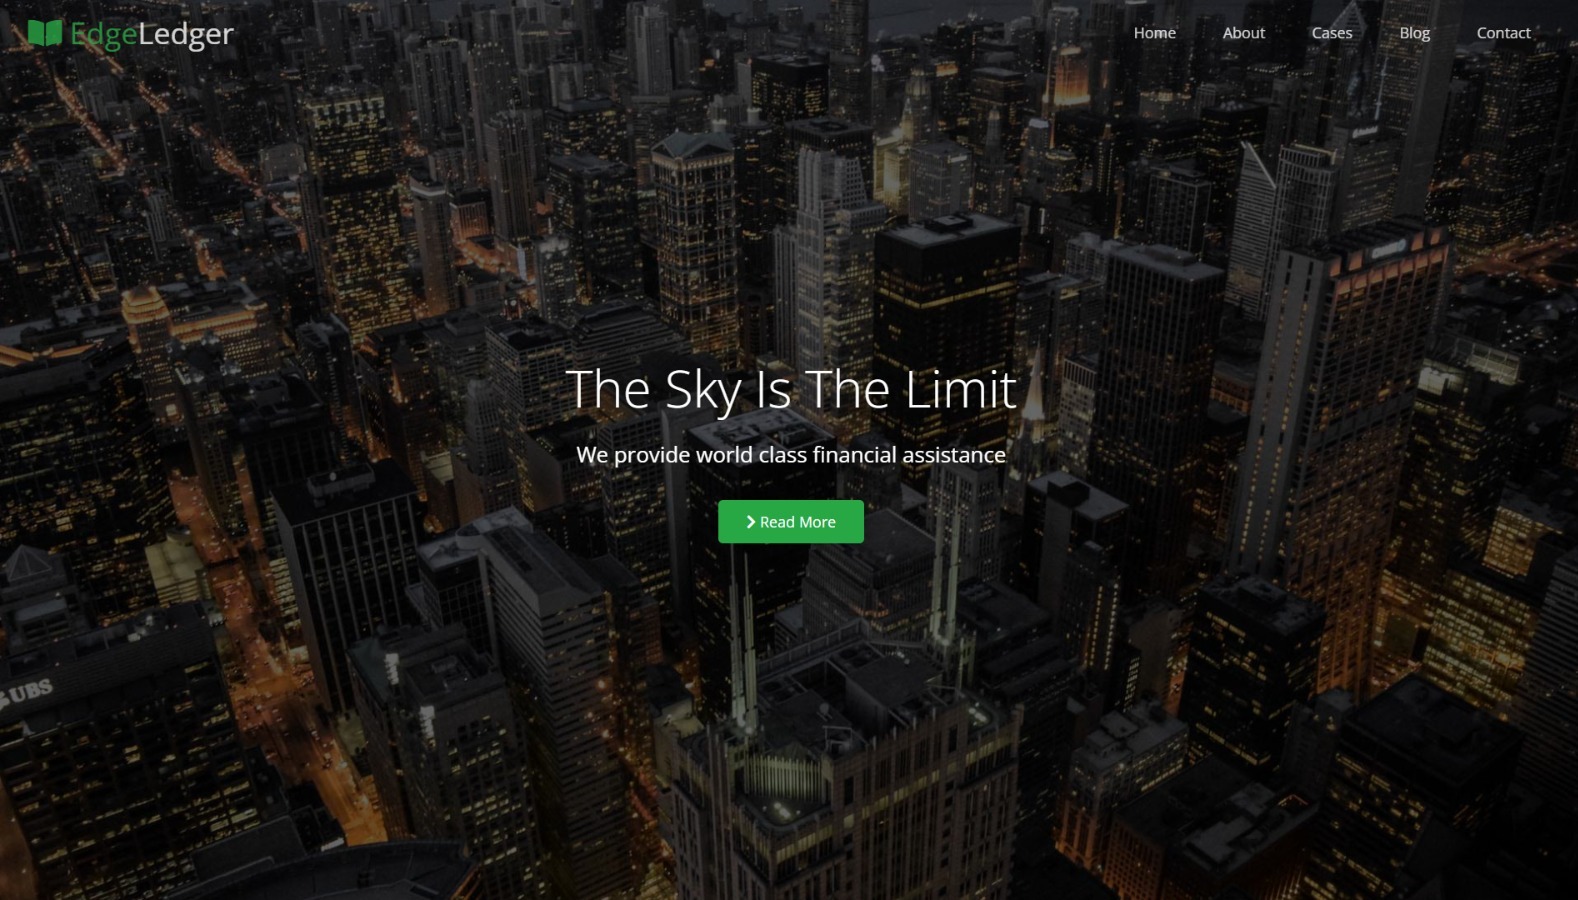 EdgeLedger
Home
About
Cases
Blog
Contact
The Sky Is The Limit
We provide world class financial assistance
Read More
UBS